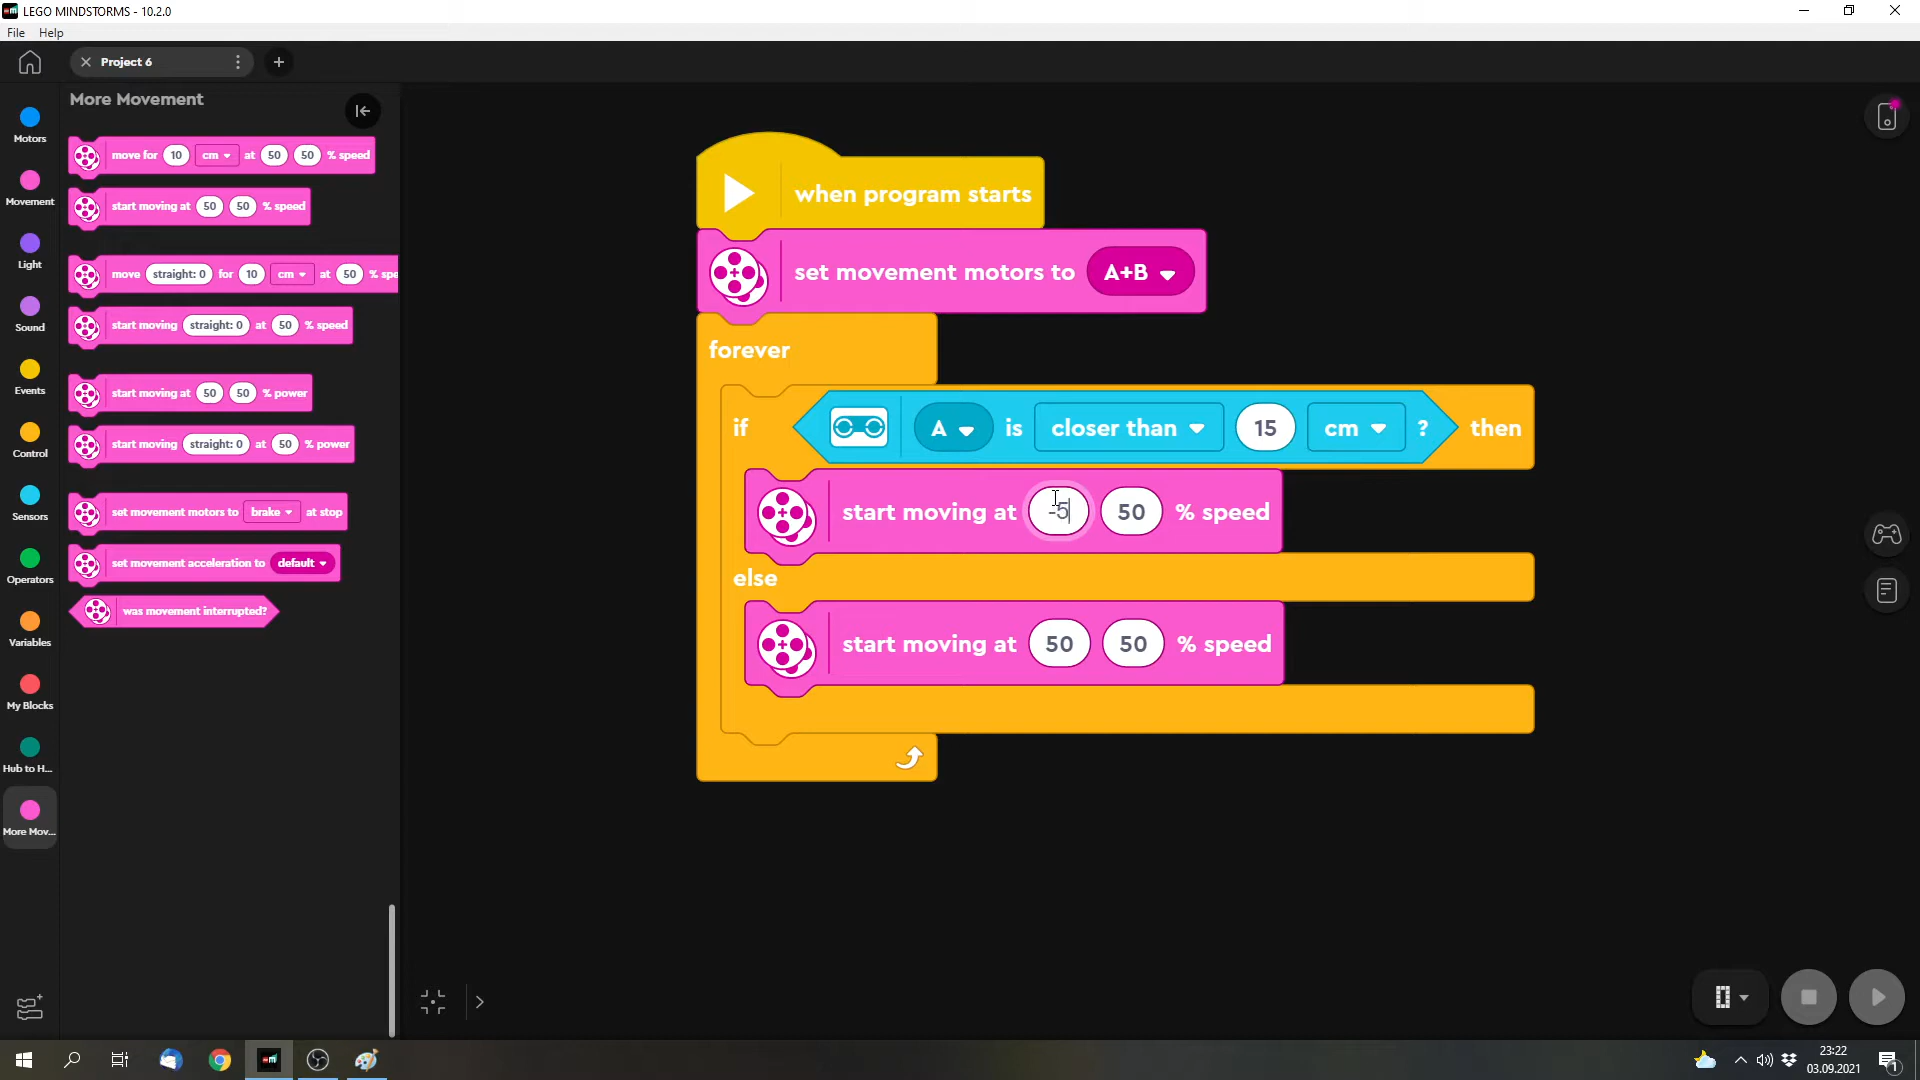 LEGO MINDSTORMS - 10.2.0
File Help
Project 6
More Movement
Motors
Movement
Light
Sound
Events
Control
Sensors
Operators
Variables
My Blocks
Hub to H...
More Mov...
move for 10 cm at 50 50 % speed
start moving at 50 50 % speed
move straight: 0 for 10 cm at 50 % spe
start moving straight: 0 at 50 % speed
start moving at 50 50 % power
start moving straight: 0 at 50 % power
set movement motors to brake at stop
set movement acceleration to default
was movement interrupted?
when program starts
set movement motors to A+B
forever
if A is closer than 15 cm ? then
start moving at -5 50 % speed
else
start moving at 50 50 % speed
23:22
03.09.2021
1